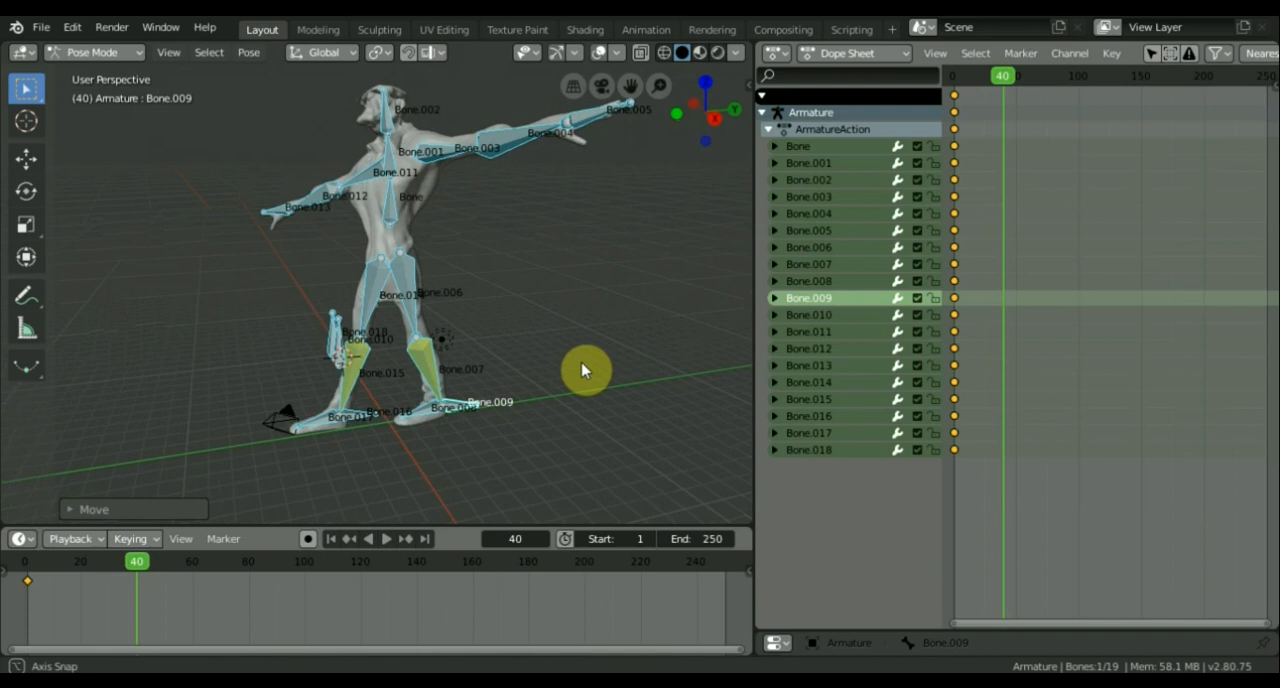 File Edit Render Window Help Layout Modeling Sculpting UV Editing Texture Paint Shading Animation Rendering Compositing Scripting + Scene View Layer
Pose Mode View Select Pose Global
Dope Sheet View Select Marker Channel Key Neares
User Perspective
(40) Armature : Bone.009
Z
Y
X
Bone.002
Bone.005
Bone.004
Bone.001
Bone.003
Bone.011
Bone.012
Bone
Bone.013
Bone.006
Bone.018
Bone.010
Bone.015
Bone.007
Bone.009
Bone.016
Move
0 40 100 150 200 250
Armature
ArmatureAction
Bone
Bone.001
Bone.002
Bone.003
Bone.004
Bone.005
Bone.006
Bone.007
Bone.008
Bone.009
Bone.010
Bone.011
Bone.012
Bone.013
Bone.014
Bone.015
Bone.016
Bone.017
Bone.018
Playback Keying View Marker 40 Start: 1 End: 250
0 20 40 60 80 100 120 140 160 180 200 220 240
Armature Bone.009
Axis Snap
Armature | Bones:1/19 | Mem: 58.1 MB | v2.80.75